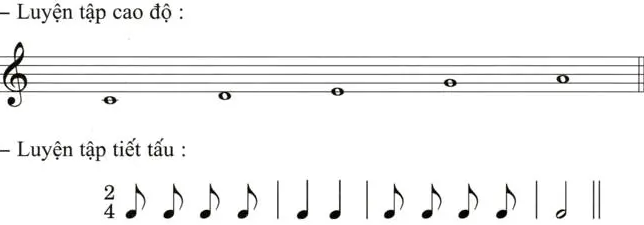 – Luyện tập cao độ :
– Luyện tập tiết tấu :
2
4